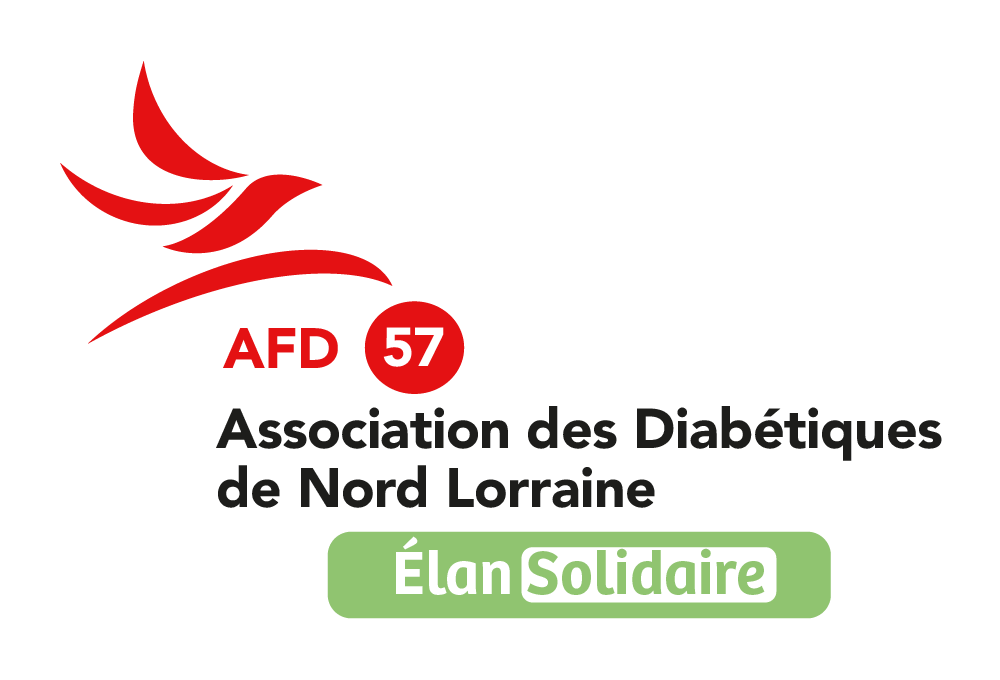 AFD 57
Association des Diabétiques
de Nord Lorraine
Élan Solidaire